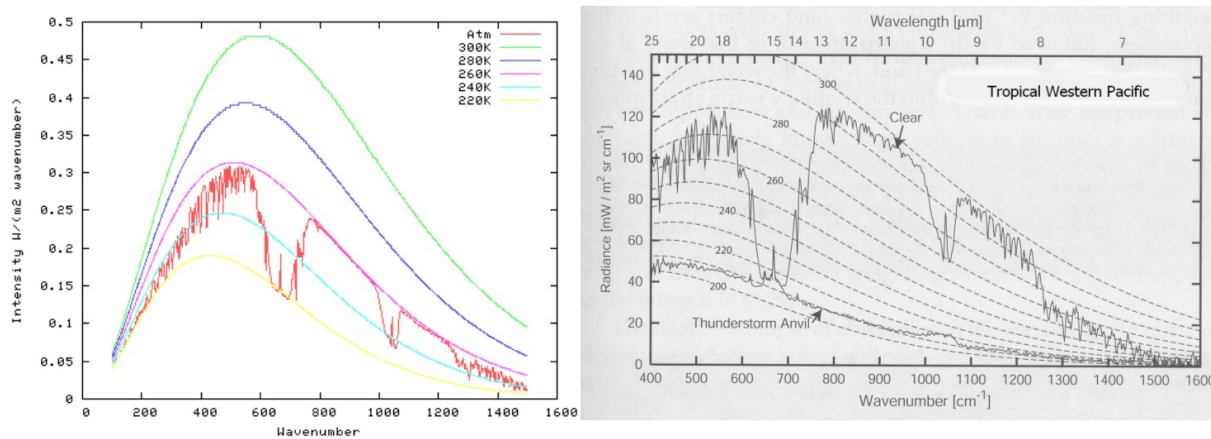 Intensity W/(m2 wavenumber)
0.5
0.45
0.4
0.35
0.3
0.25
0.2
0.15
0.1
0.05
0
Atm
300K
280K
260K
240K
220K
0 200 400 600 800 1000 1200 1400 1600
Wavenumber
Wavelength [µm]
25 20 18 15 14 13 12 11 10 9 8 7
Radiance [mW / m² sr cm⁻¹]
140
120
100
80
60
40
20
0
Tropical Western Pacific
300
Clear
280
260
240
220
200
Thunderstorm Anvil
400 500 600 700 800 900 1000 1100 1200 1300 1400 1500 1600
Wavenumber [cm⁻¹]